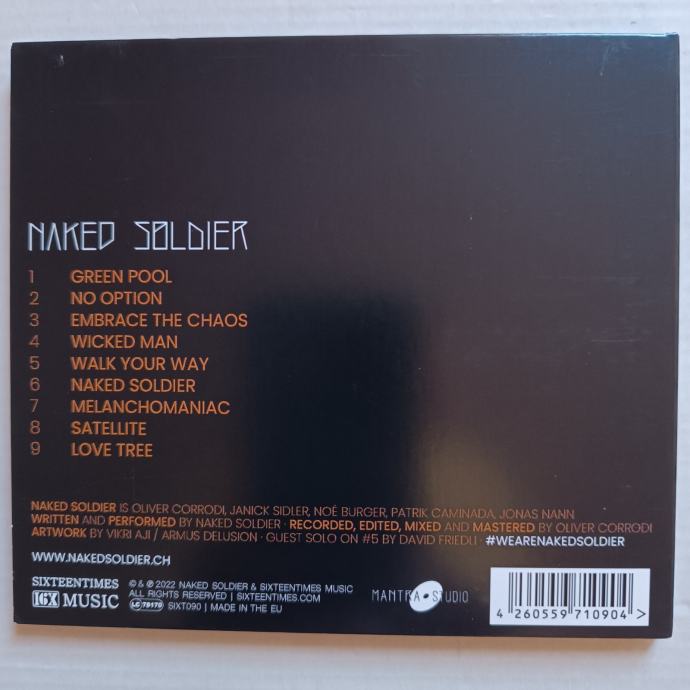 NAKED SOLDIER
1 GREEN POOL
2 NO OPTION
3 EMBRACE THE CHAOS
4 WICKED MAN
5 WALK YOUR WAY
6 NAKED SOLDIER
7 MELANCHOMANIAC
8 SATELLITE
9 LOVE TREE
NAKED SOLDIER IS OLIVER CORRODI, JANICK SIDLER, NOË BURGER, PATRIK CAMINADA, JONAS NANN
WRITTEN AND PERFORMED BY NAKED SOLDIER · RECORDED, EDITED, MIXED AND MASTERED BY OLIVER CORRODI
ARTWORK BY VIKRI AJI / ARMUS DELUSION · GUEST SOLO ON #5 BY DAVID FRIEDLI · #WEARENAKEDSOLDIER
WWW.NAKEDSOLDIER.CH
SIXTEENTIMES
16X MUSIC
© & ℗ 2022 NAKED SOLDIER & SIXTEENTIMES MUSIC
ALL RIGHTS RESERVED | SIXTEENTIMES.COM
LC 79170 SIXT090 | MADE IN THE EU
MANTRA STUDIO
4 260559 710904 >